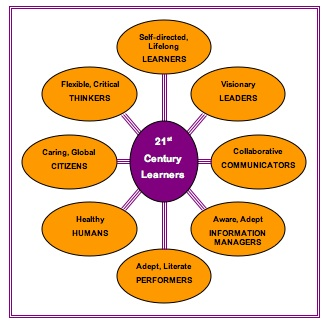 Self-directed,
Lifelong
LEARNERS
Flexible, Critical
THINKERS
Visionary
LEADERS
21st
Century
Learners
Caring, Global
CITIZENS
Collaborative
COMMUNICATORS
Healthy
HUMANS
Aware, Adept
INFORMATION
MANAGERS
Adept, Literate
PERFORMERS